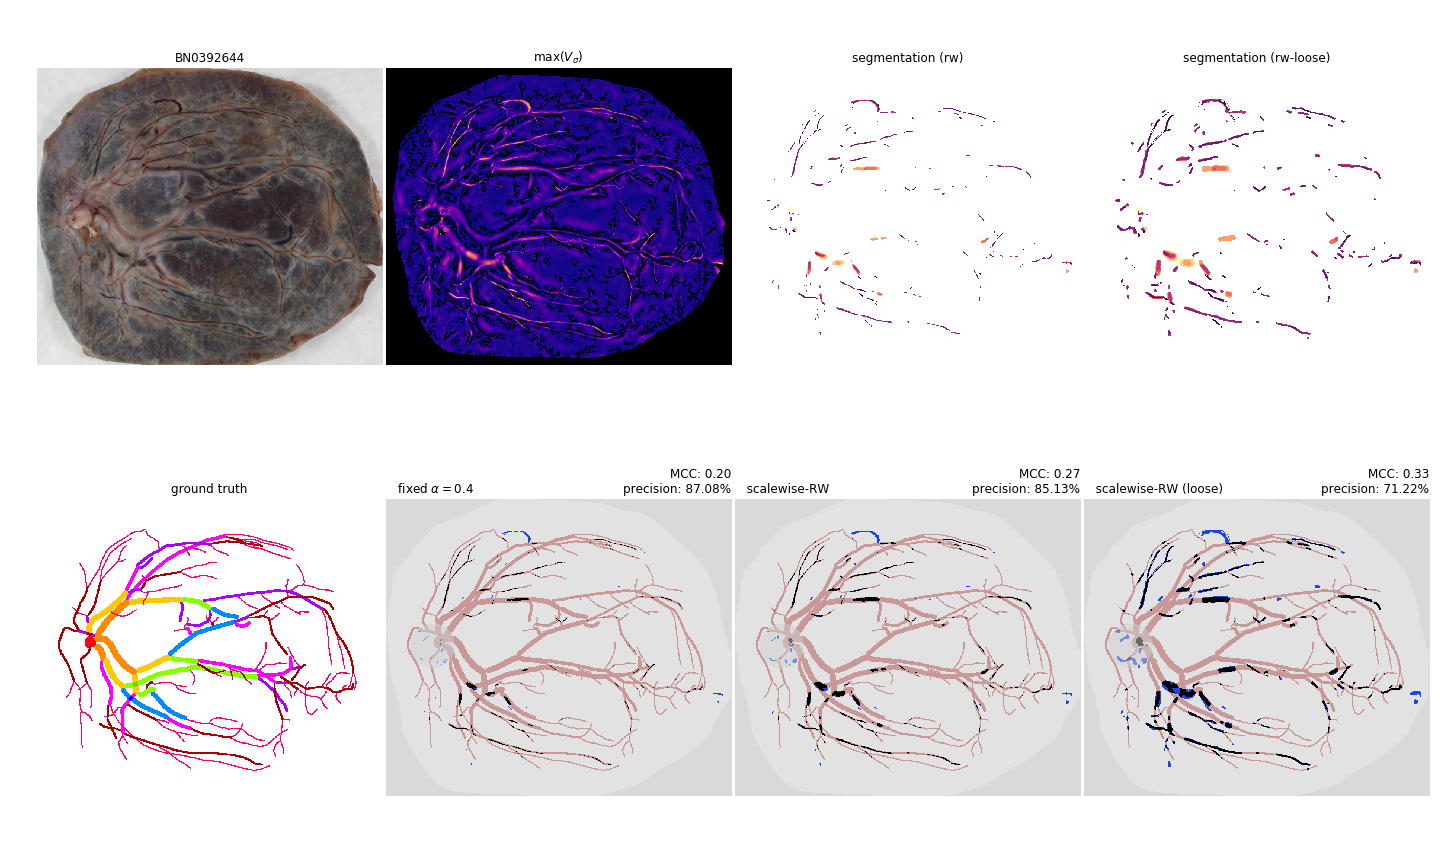 BN0392644
max(V_σ)
segmentation (rw)
segmentation (rw-loose)
ground truth
fixed α = 0.4
MCC: 0.20
precision: 87.08%
scalewise-RW
MCC: 0.27
precision: 85.13%
scalewise-RW (loose)
MCC: 0.33
precision: 71.22%